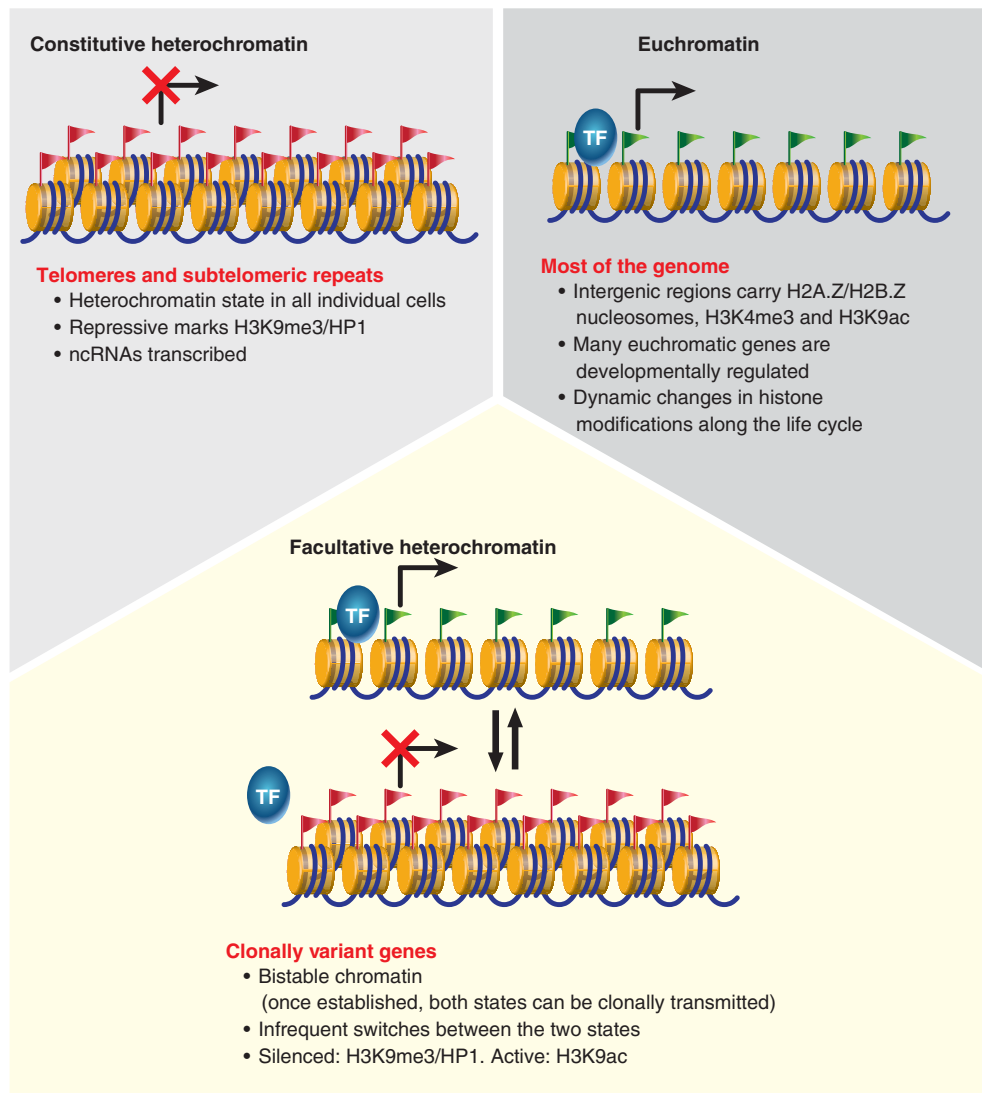 Constitutive heterochromatin
Telomeres and subtelomeric repeats
• Heterochromatin state in all individual cells
• Repressive marks H3K9me3/HP1
• ncRNAs transcribed
Euchromatin
TF
Most of the genome
• Intergenic regions carry H2A.Z/H2B.Z
nucleosomes, H3K4me3 and H3K9ac
• Many euchromatic genes are
developmentally regulated
• Dynamic changes in histone
modifications along the life cycle
Facultative heterochromatin
TF
TF
Clonally variant genes
• Bistable chromatin
(once established, both states can be clonally transmitted)
• Infrequent switches between the two states
• Silenced: H3K9me3/HP1. Active: H3K9ac